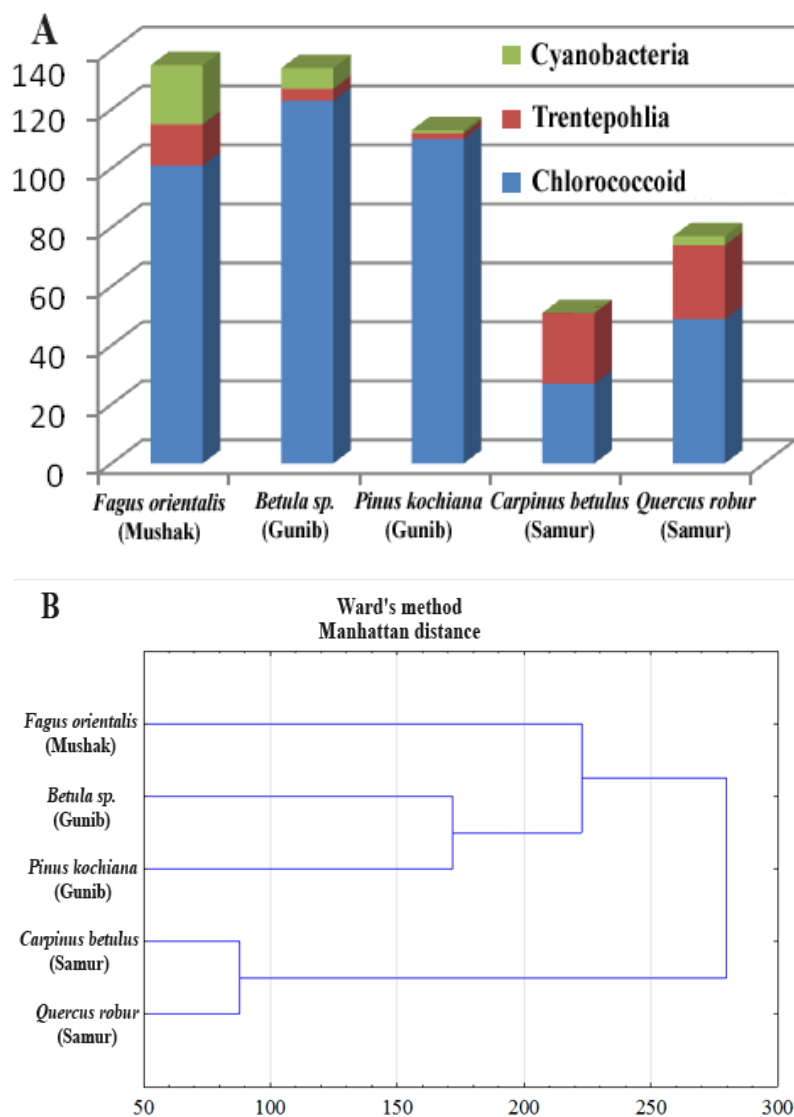 A
Cyanobacteria
Trentepohlia
Chlorococcoid
140
120
100
80
60
40
20
0
Fagus orientalis Betula sp. Pinus kochiana Carpinus betulus Quercus robur
(Mushak) (Gunib) (Gunib) (Samur) (Samur)
B
Ward's method
Manhattan distance
Fagus orientalis
(Mushak)
Betula sp.
(Gunib)
Pinus kochiana
(Gunib)
Carpinus betulus
(Samur)
Quercus robur
(Samur)
50 100 150 200 250 300